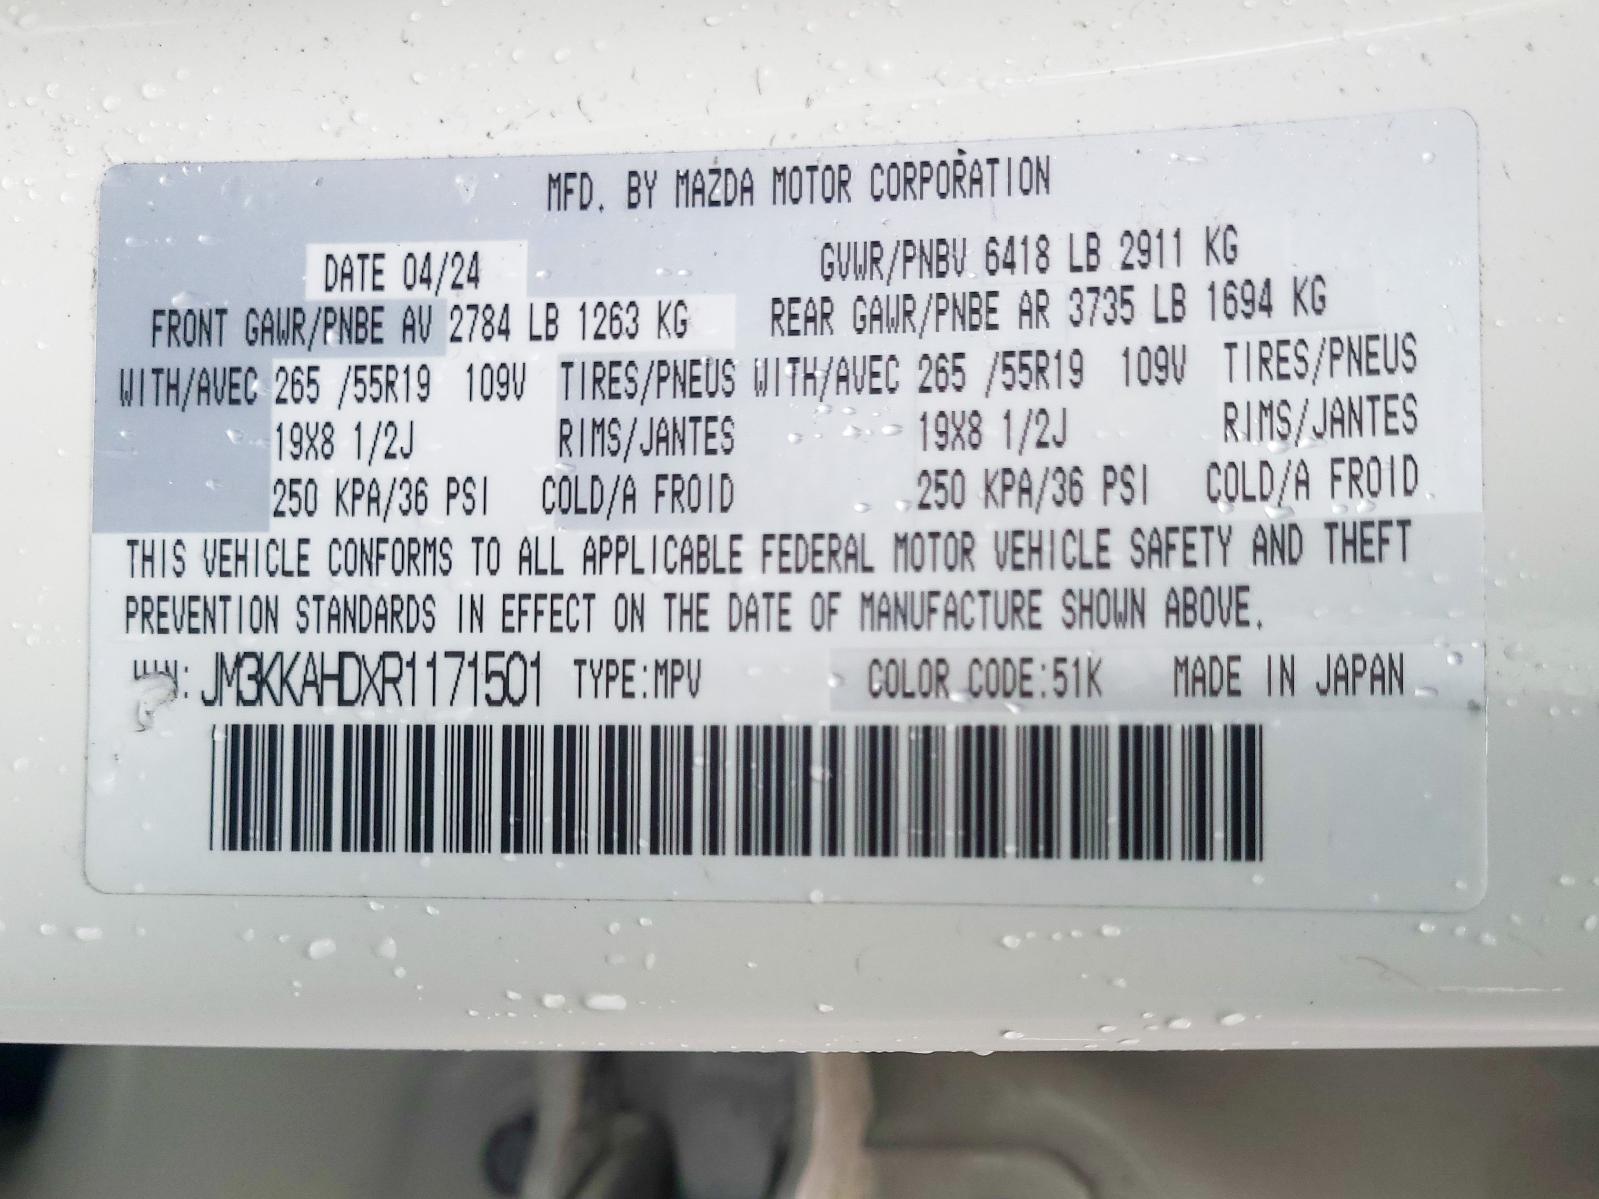 MFD. BY MAZDA MOTOR CORPORATION
DATE 04/24 GVWR/PNBV 6418 LB 2911 KG
FRONT GAWR/PNBE AV 2784 LB 1263 KG REAR GAWR/PNBE AR 3735 LB 1694 KG
WITH/AVEC 265 /55R19 109V TIRES/PNEUS WITH/AVEC 265 /55R19 109V TIRES/PNEUS
19X8 1/2J RIMS/JANTES 19X8 1/2J RIMS/JANTES
250 KPA/36 PSI COLD/A FROID 250 KPA/36 PSI COLD/A FROID
THIS VEHICLE CONFORMS TO ALL APPLICABLE FEDERAL MOTOR VEHICLE SAFETY AND THEFT
PREVENTION STANDARDS IN EFFECT ON THE DATE OF MANUFACTURE SHOWN ABOVE.
VIN: JM3KKAHDXR1171501 TYPE:MPV COLOR CODE:51K MADE IN JAPAN